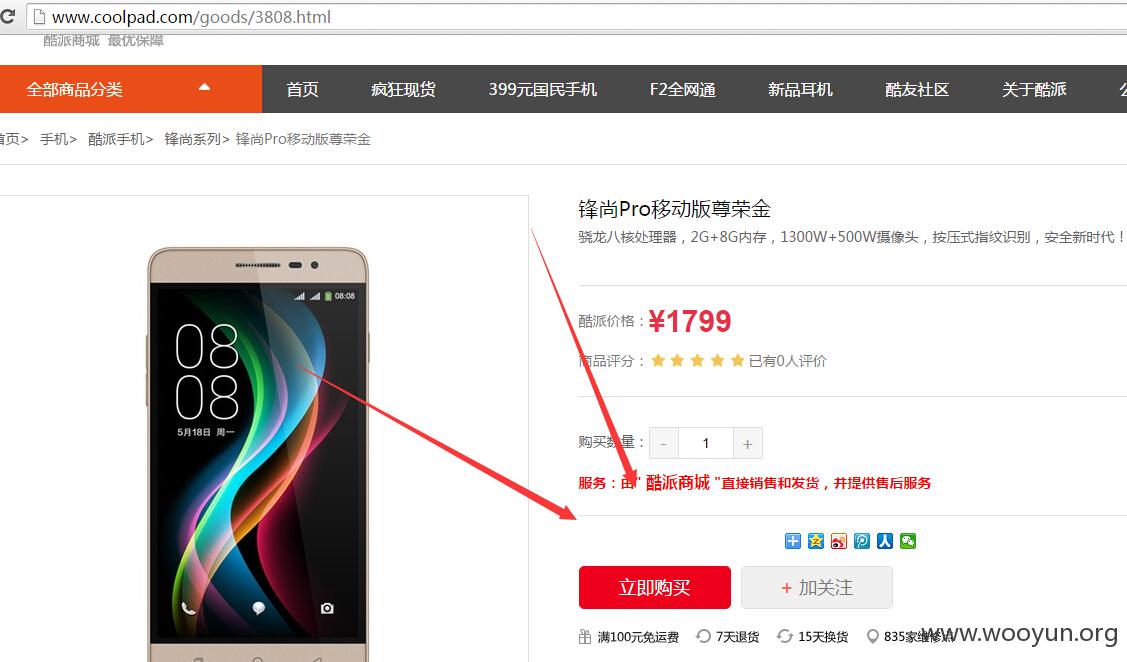 www.coolpad.com/goods/3808.html
酷派商城 最优保障
全部商品分类 首页 疯狂现货 399元国民手机 F2全网通 新品耳机 酷友社区 关于酷派
首页> 手机> 酷派手机> 锋尚系列> 锋尚Pro移动版尊荣金
锋尚Pro移动版尊荣金
骁龙八核处理器，2G+8G内存，1300W+500W摄像头，按压式指纹识别，安全新时代！
08:08
08
08
5月18日 周一
酷派价格：¥1799
商品评分： 已有0人评价
购买数量： - 1 +
服务：由" 酷派商城 "直接销售和发货，并提供售后服务
立即购买 + 加关注
满100元免运费 7天退货 15天换货 835家维修点
www.wooyun.org